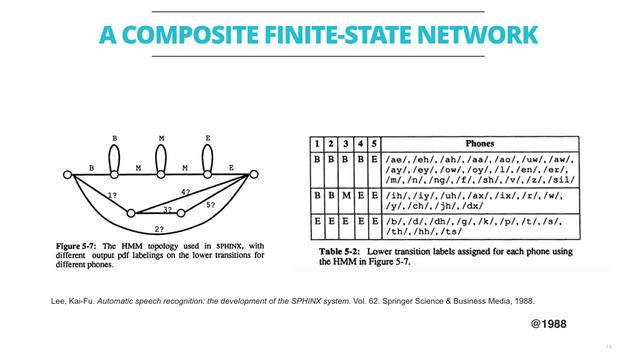 A COMPOSITE FINITE-STATE NETWORK
B M E
B M M E
1? 4?
3? 5?
2?
Figure 5-7: The HMM topology used in SPHINX, with
different output pdf labelings on the lower transitions for
different phones.
1 2 3 4 5 Phones
B B B B E /ae/, /eh/, /ah/, /aa/, /ao/, /uw/, /aw/,
/ay/, /ey/, /ow/, /oy/, /l/, /en/, /er/,
/m/, /n/, /ng/, /f/, /sh/, /v/, /z/, /sil/
B B M E E /ih/, /iy/, /uh/, /ax/, /ix/, /r/, /w/,
/y/, /ch/, /jh/, /dx/
E E E E E /b/, /d/, /dh/, /g/, /k/, /p/, /t/, /s/,
/th/, /hh/, /ts/
Table 5-2: Lower transition labels assigned for each phone using
the HMM in Figure 5-7.
Lee, Kai-Fu. Automatic speech recognition: the development of the SPHINX system. Vol. 62. Springer Science & Business Media, 1988.
@1988